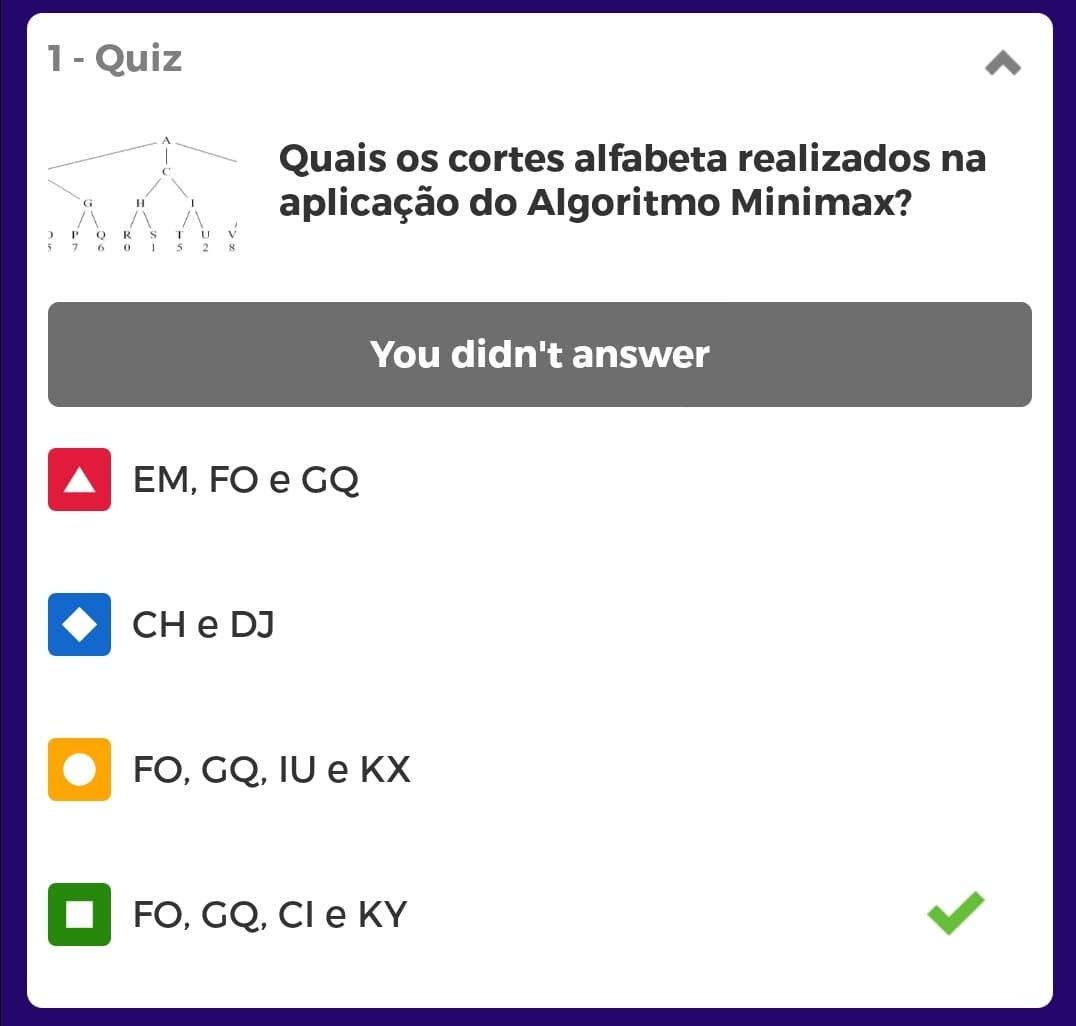 1 - Quiz
A
C
G H I
P Q R S T U V
5 7 6 0 1 5 2 8
Quais os cortes alfabeta realizados na
aplicação do Algoritmo Minimax?
You didn't answer
EM, FO e GQ
CH e DJ
FO, GQ, IU e KX
FO, GQ, CI e KY